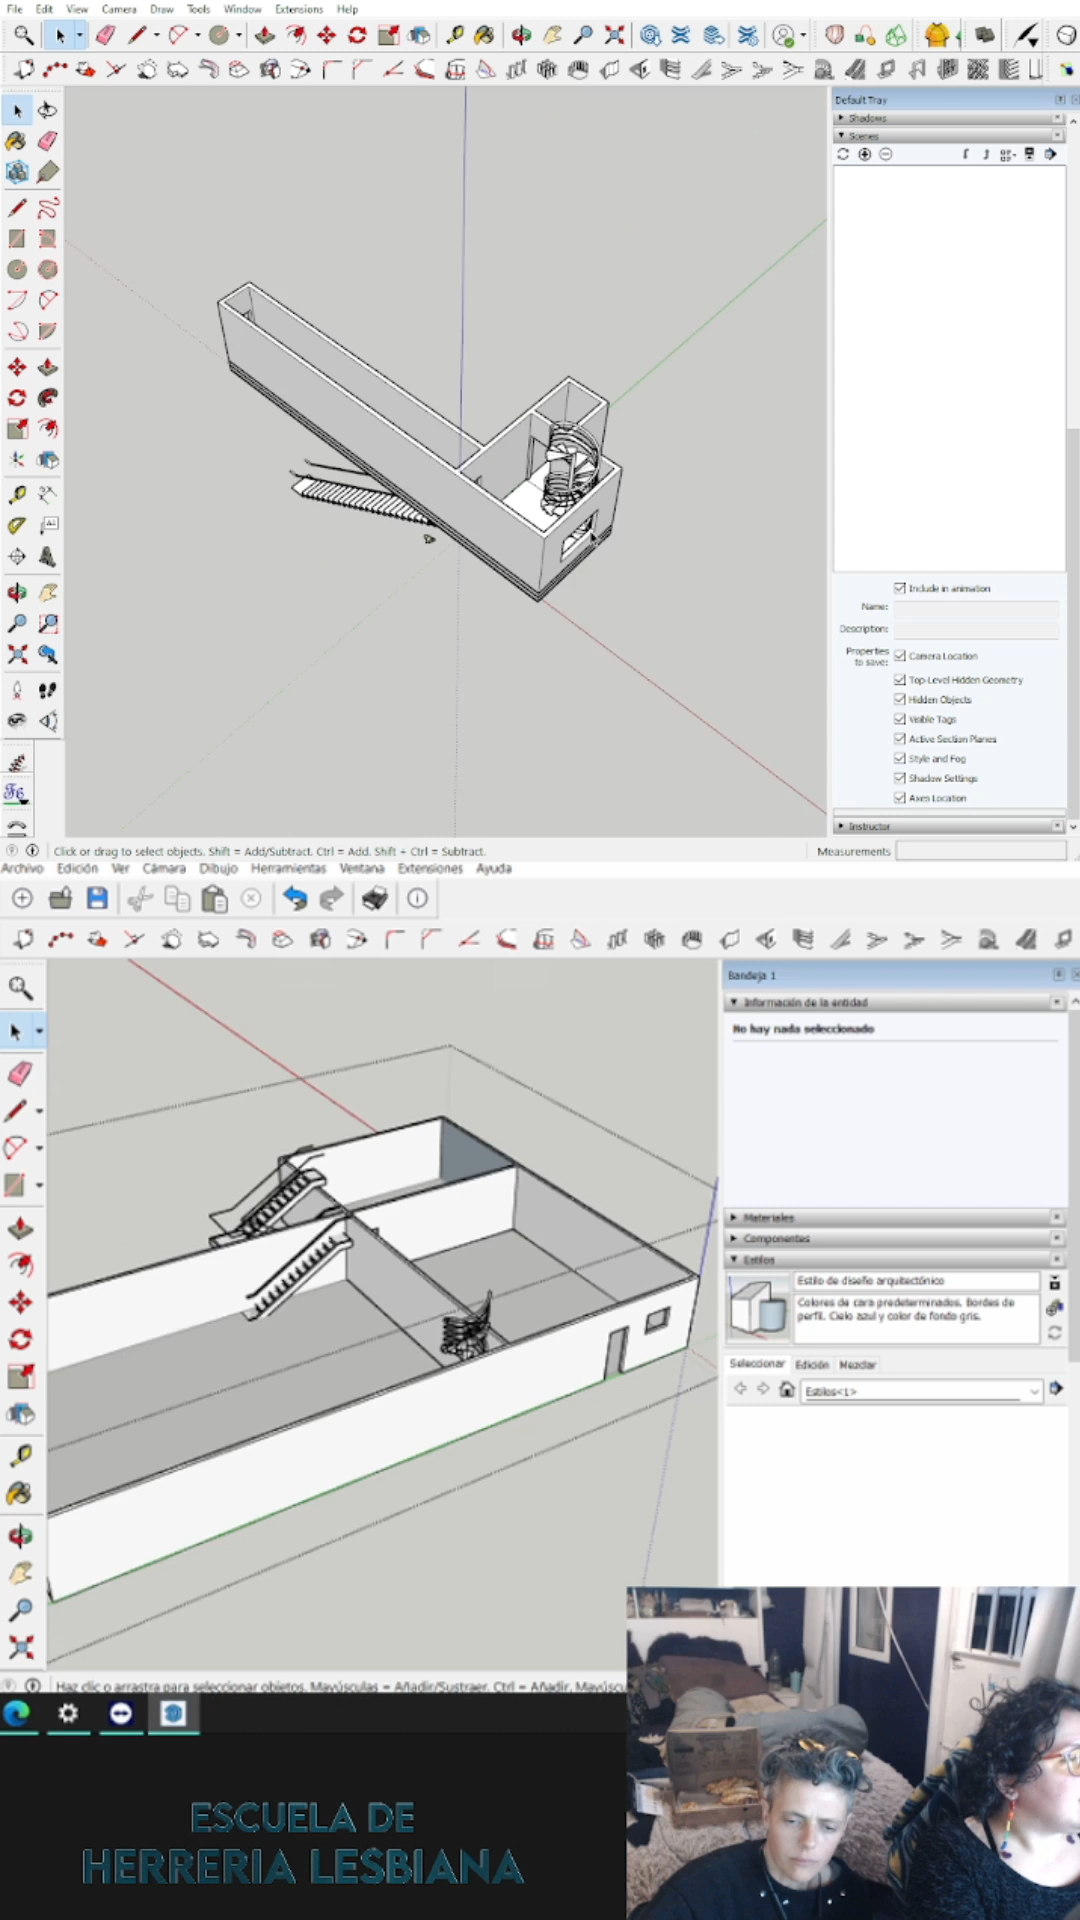 File Edit View Camera Draw Tools Window Extensions Help
Default Tray
Shadows
Scenes
Include in animation
Name:
Description:
Properties to save:
Camera Location
Top-Level Hidden Geometry
Hidden Objects
Visible Tags
Active Section Planes
Style and Fog
Shadow Settings
Axes Location
Instructor
Click or drag to select objects. Shift = Add/Subtract. Ctrl = Add. Shift + Ctrl = Subtract.
Measurements
Archivo Edición Ver Cámara Dibujo Herramientas Ventana Extensiones Ayuda
Bandeja 1
Información de la entidad
No hay nada seleccionado
Materiales
Componentes
Estilos
Estilo de diseño arquitectónico
Colores de cara predeterminados. Bordes de
perfil. Cielo azul y color de fondo gris.
Seleccionar Edición Mezclar
Estilos<1>
Haz clic o arrastra para seleccionar objetos. Mayúsculas = Añadir/Sustraer. Ctrl = Añadir. Mayúscu
ESCUELA DE
HERRERIA LESBIANA